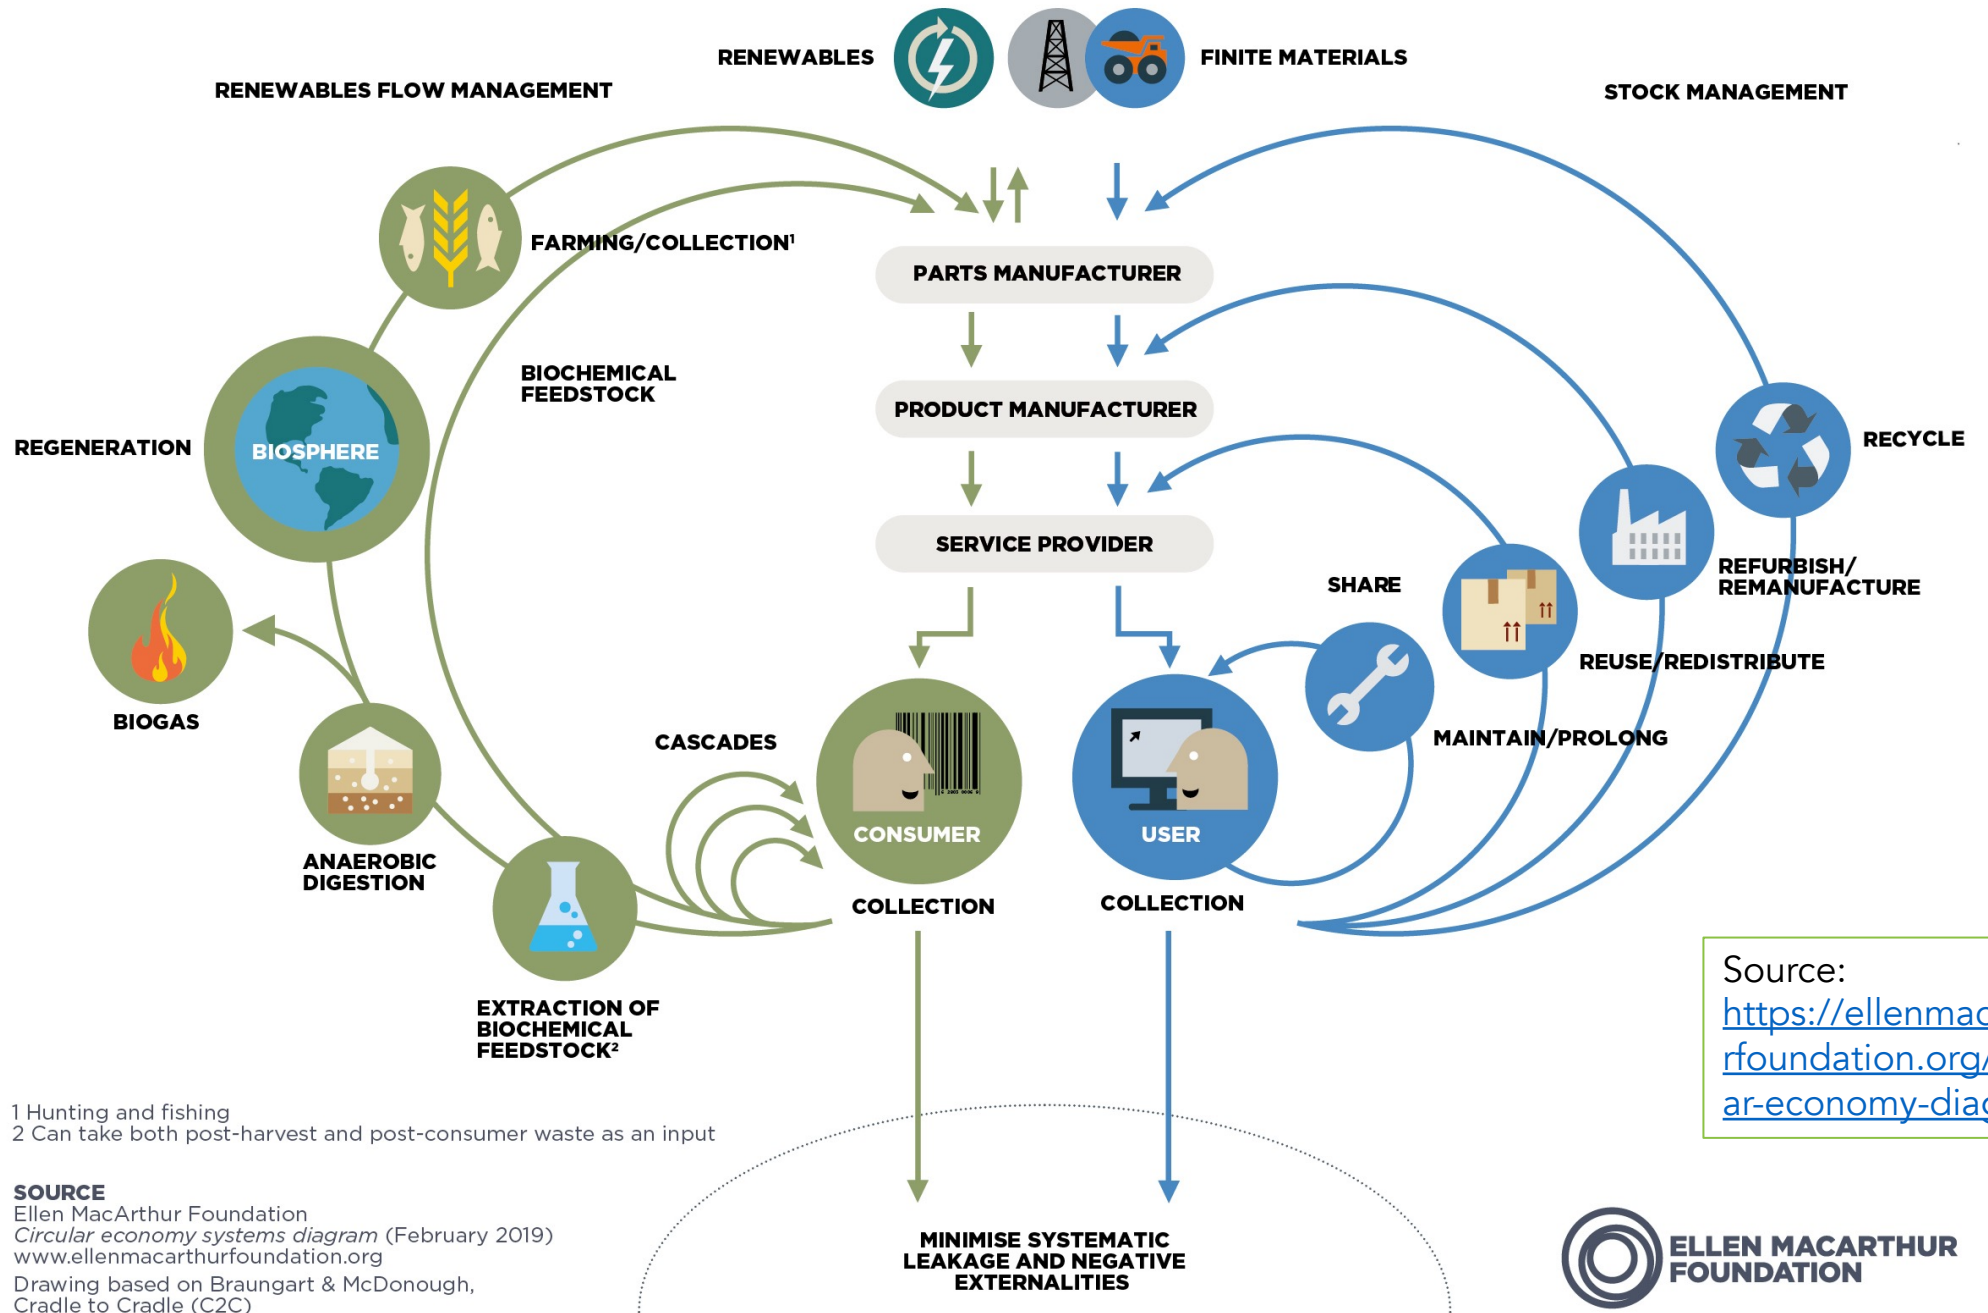 RENEWABLES
FINITE MATERIALS
RENEWABLES FLOW MANAGEMENT
STOCK MANAGEMENT
FARMING/COLLECTION¹
PARTS MANUFACTURER
BIOCHEMICAL
FEEDSTOCK
PRODUCT MANUFACTURER
REGENERATION
BIOSPHERE
RECYCLE
SERVICE PROVIDER
SHARE
REFURBISH/
REMANUFACTURE
REUSE/REDISTRIBUTE
BIOGAS
CASCADES
MAINTAIN/PROLONG
CONSUMER
USER
ANAEROBIC
DIGESTION
COLLECTION
COLLECTION
EXTRACTION OF
BIOCHEMICAL
FEEDSTOCK²
Source:
https://ellenmac
rfoundation.org/
ar-economy-diag
1 Hunting and fishing
2 Can take both post-harvest and post-consumer waste as an input
SOURCE
Ellen MacArthur Foundation
Circular economy systems diagram (February 2019)
www.ellenmacarthurfoundation.org
Drawing based on Braungart & McDonough,
Cradle to Cradle (C2C)
MINIMISE SYSTEMATIC
LEAKAGE AND NEGATIVE
EXTERNALITIES
ELLEN MACARTHUR
FOUNDATION